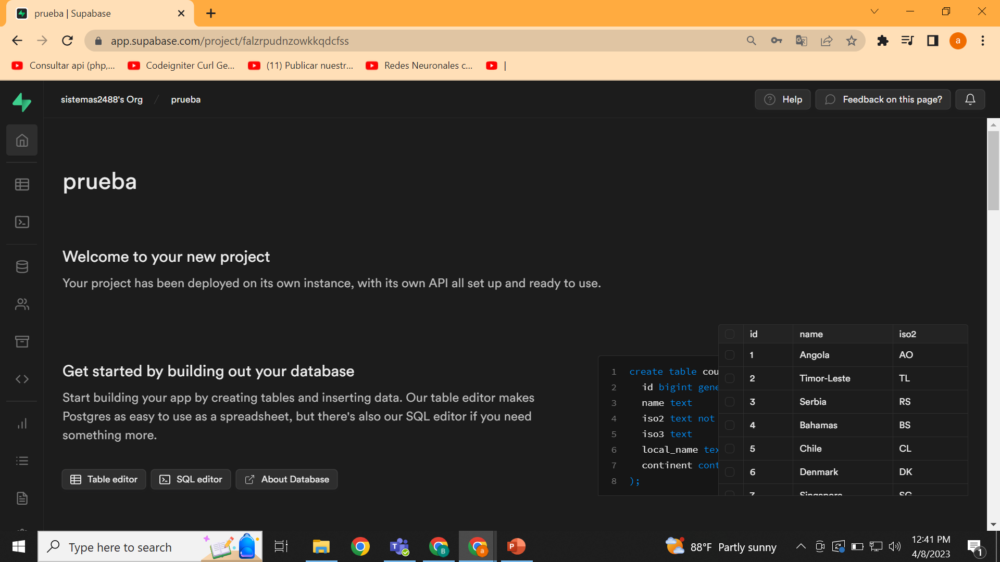 prueba | Supabase
app.supabase.com/project/falzrpudnzowkkqdcfss
a
Consultar api (php,...
Codeigniter Curl Ge...
(11) Publicar nuestr...
Redes Neuronales c...
|
sistemas2488's Org / prueba
Help
Feedback on this page?
prueba
Welcome to your new project
Your project has been deployed on its own instance, with its own API all set up and ready to use.
Get started by building out your database
Start building your app by creating tables and inserting data. Our table editor makes
Postgres as easy to use as a spreadsheet, but there's also our SQL editor if you need
something more.
Table editor
SQL editor
About Database
1 create table cou
2 id bigint gene
3 name text
4 iso2 text not
5 iso3 text
6 local_name tex
7 continent cont
8 );
id name iso2
1 Angola AO
2 Timor-Leste TL
3 Serbia RS
4 Bahamas BS
5 Chile CL
6 Denmark DK
7 Singapore SG
Type here to search
T
B
a
P
88°F Partly sunny
12:41 PM
4/8/2023
1